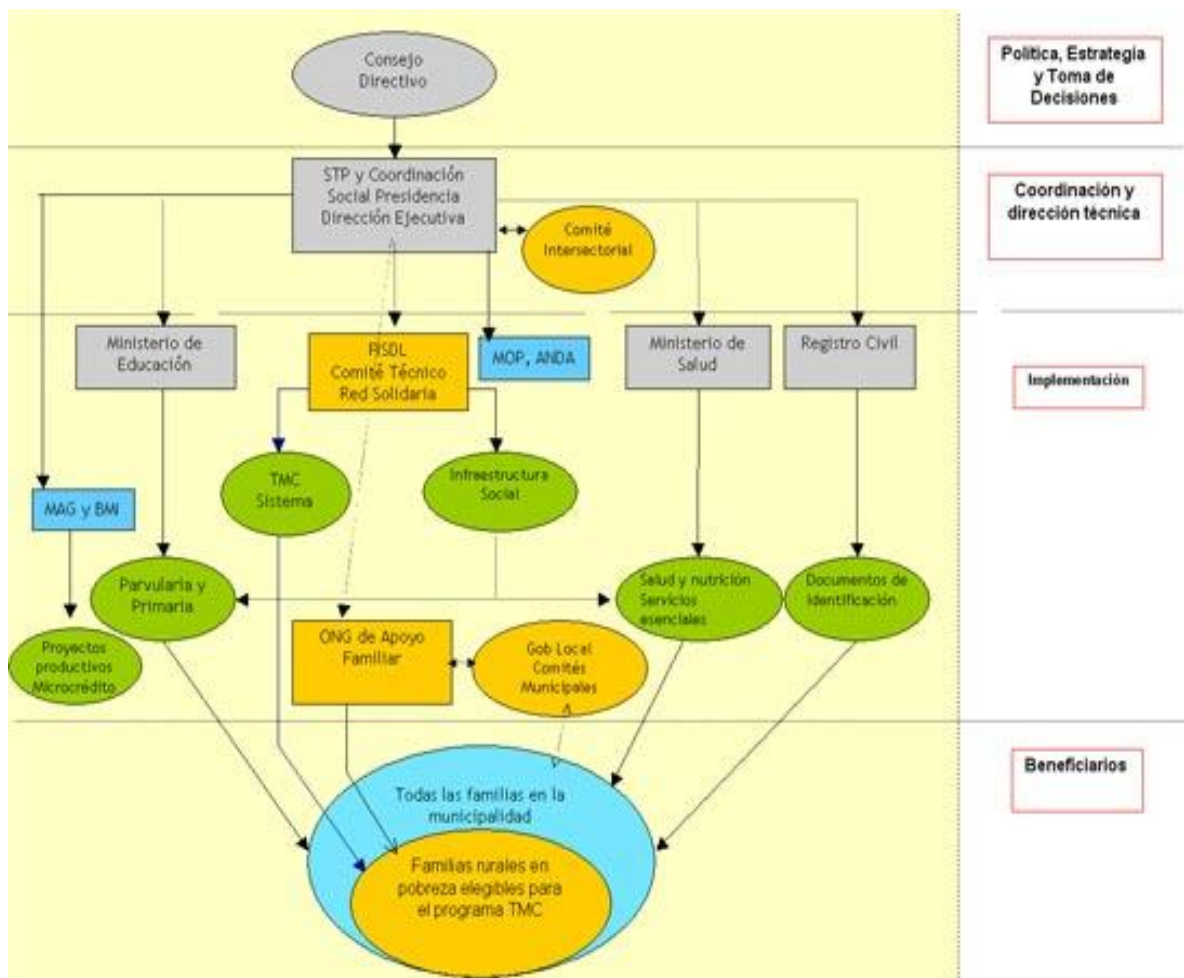 Consejo
Directivo
Política, Estrategia
y Toma de
Decisiones
STP y Coordinación
Social Presidencia
Dirección Ejecutiva
Comité
Intersectorial
Coordinación y
dirección técnica
Ministerio de
Educación
FISDL
Comité Técnico
Red Solidaria
MOP, ANDA
Ministerio de
Salud
Registro Civil
Implementación
TMC
Sistema
Infraestructura
Social
MAG y BMI
Parvularia y
Primaria
Salud y nutrición
Servicios
esenciales
Documentos de
identificación
Proyectos
productivos
Microcrédito
ONG de Apoyo
Familiar
Gob Local
Comités
Municipales
Beneficiarios
Todas las familias en la
municipalidad
Familias rurales en
pobreza elegibles para
el programa TMC